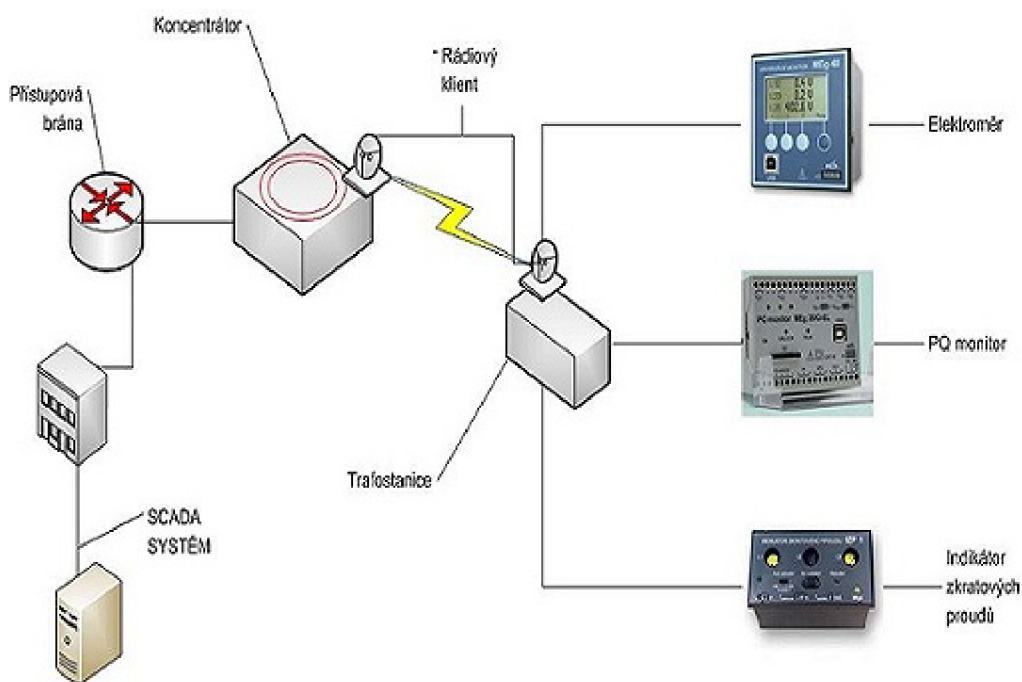 Koncentrátor
* Rádiový
klient
Přístupová
brána
Elektroměr
PQ monitor
Trafostanice
SCADA
SYSTÉM
Indikátor
zkratových
proudů